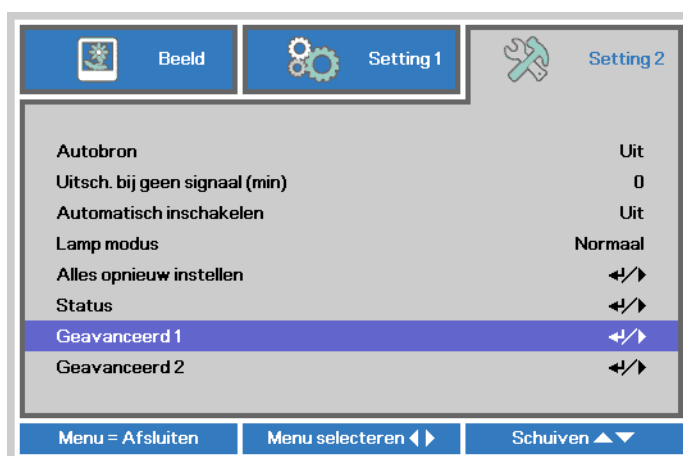 Beeld Setting 1 Setting 2
Autobron Uit
Uitsch. bij geen signaal (min) 0
Automatisch inschakelen Uit
Lamp modus Normaal
Alles opnieuw instellen ↵/▶
Status ↵/▶
Geavanceerd 1 ↵/▶
Geavanceerd 2 ↵/▶
Menu = Afsluiten Menu selecteren ◀▶ Schuiven ▲▼